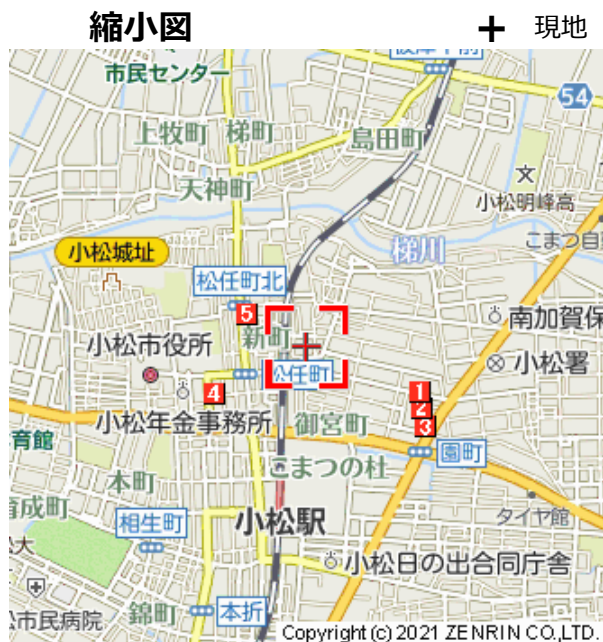 縮小図
+ 現地
市民センター
54
上牧町
梯町
島田町
文
天神町
小松明峰高
小松城址
梯川
松任町北
5
新町
南加賀保
小松市役所
小松署
松任町
4
1
2
3
小松年金事務所
御宮町
育館
園町
こまつの杜
本町
育成町
タイヤ館
相生町
小松駅
小松日の出合同庁舎
市民病院
錦町
本折
Copyright (c) 2021 ZENRIN CO.,LTD.